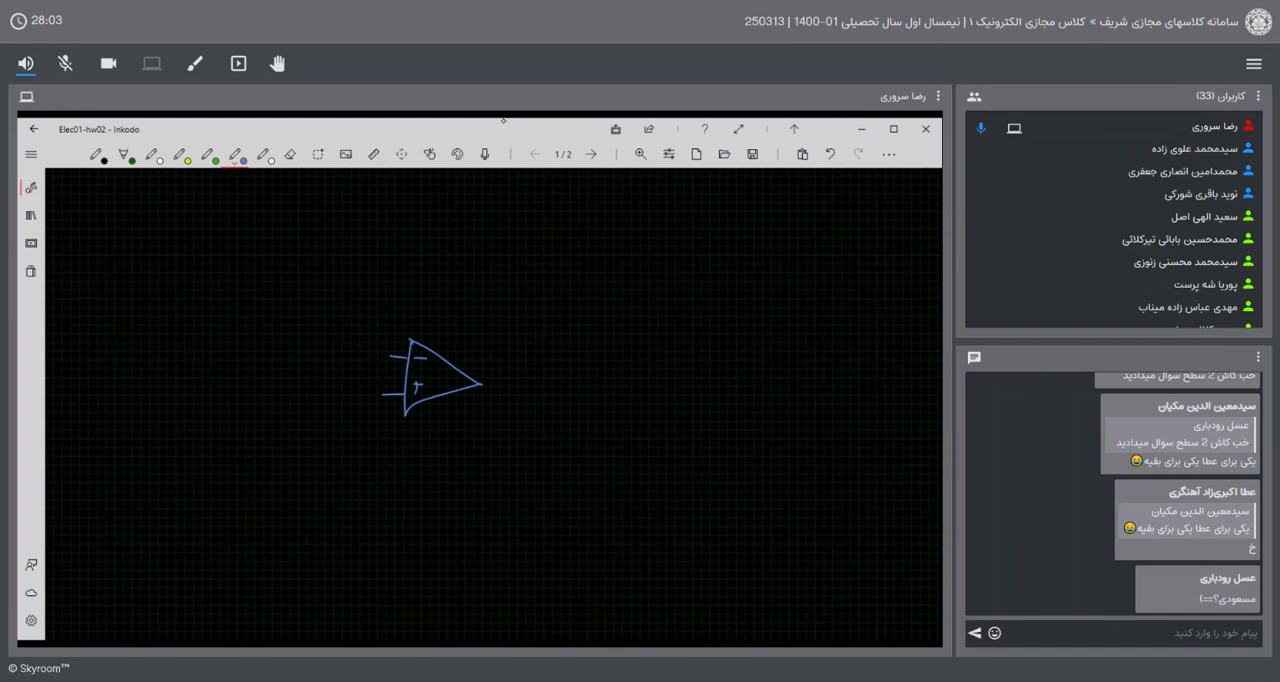 28:03
سامانه کلاسهای مجازی شریف » کلاس مجازی الکترونیک ۱ | نیمسال اول سال تحصیلی 01-1400 | 250313
رضا سروری
Elec01-hw02 - Inkodo
1 / 2
- +
کاربران (33)
رضا سروری
سیدمحمد علوی زاده
محمدامین انصاری جعفری
نوید باقری شورکی
سعید الهی اصل
محمدحسین بابائی تیرکلائی
سیدمحمد محسنی زنوزی
پوریا شه پرست
مهدی عباس زاده میناب
خب کاش 2 سطح سوال میدادید
سیدمعین الدین مکیان
عسل رودباری
خب کاش 2 سطح سوال میدادید
یکی برای عطا یکی برای بقیه😂
عطا اکبری‌زاد آهنگری
سیدمعین الدین مکیان
یکی برای عطا یکی برای بقیه😂
خ
عسل رودباری
مسعودی؟==)
پیام خود را وارد کنید
© Skyroom™